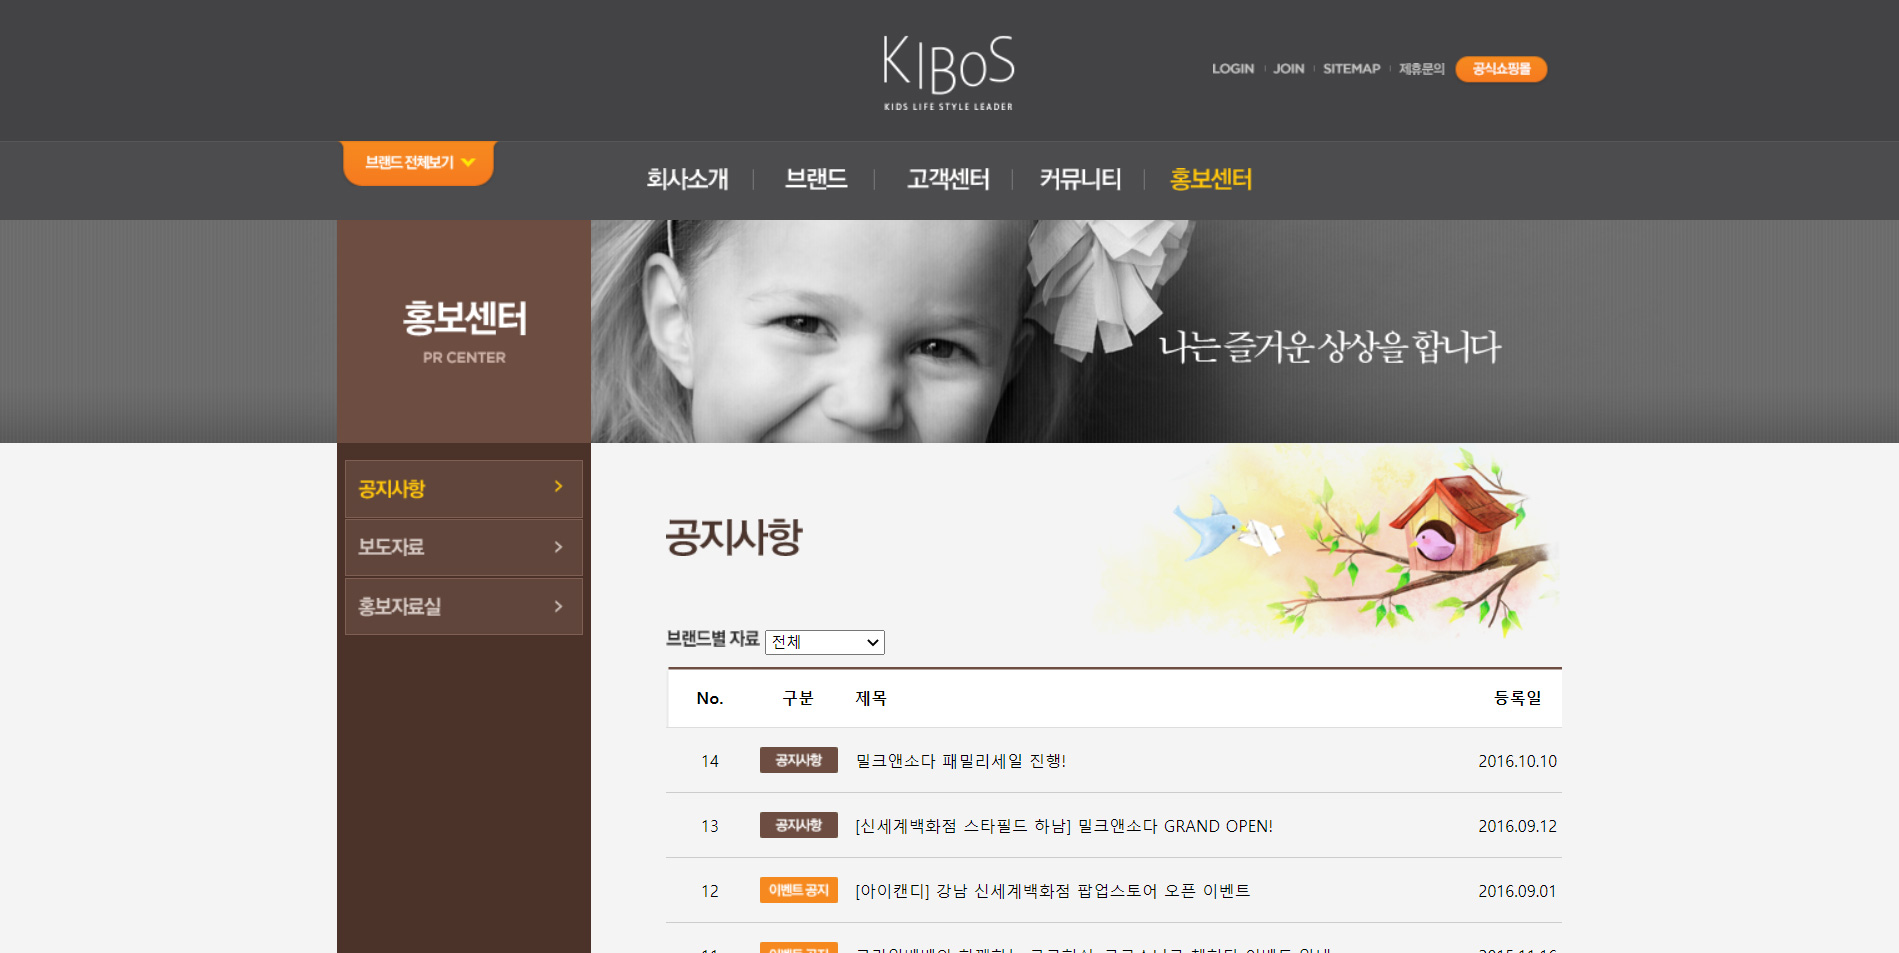 KIBOS
KIDS LIFE STYLE LEADER
LOGIN JOIN SITEMAP 제휴문의 공식쇼핑몰
브랜드 전체보기
회사소개 브랜드 고객센터 커뮤니티 홍보센터
홍보센터
PR CENTER
나는 즐거운 상상을 합니다
공지사항
보도자료
홍보자료실
공지사항
브랜드별 자료 전체
No. 구분 제목 등록일
14 공지사항 밀크앤소다 패밀리세일 진행! 2016.10.10
13 공지사항 [신세계백화점 스타필드 하남] 밀크앤소다 GRAND OPEN! 2016.09.12
12 이벤트 공지 [아이캔디] 강남 신세계백화점 팝업스토어 오픈 이벤트 2016.09.01